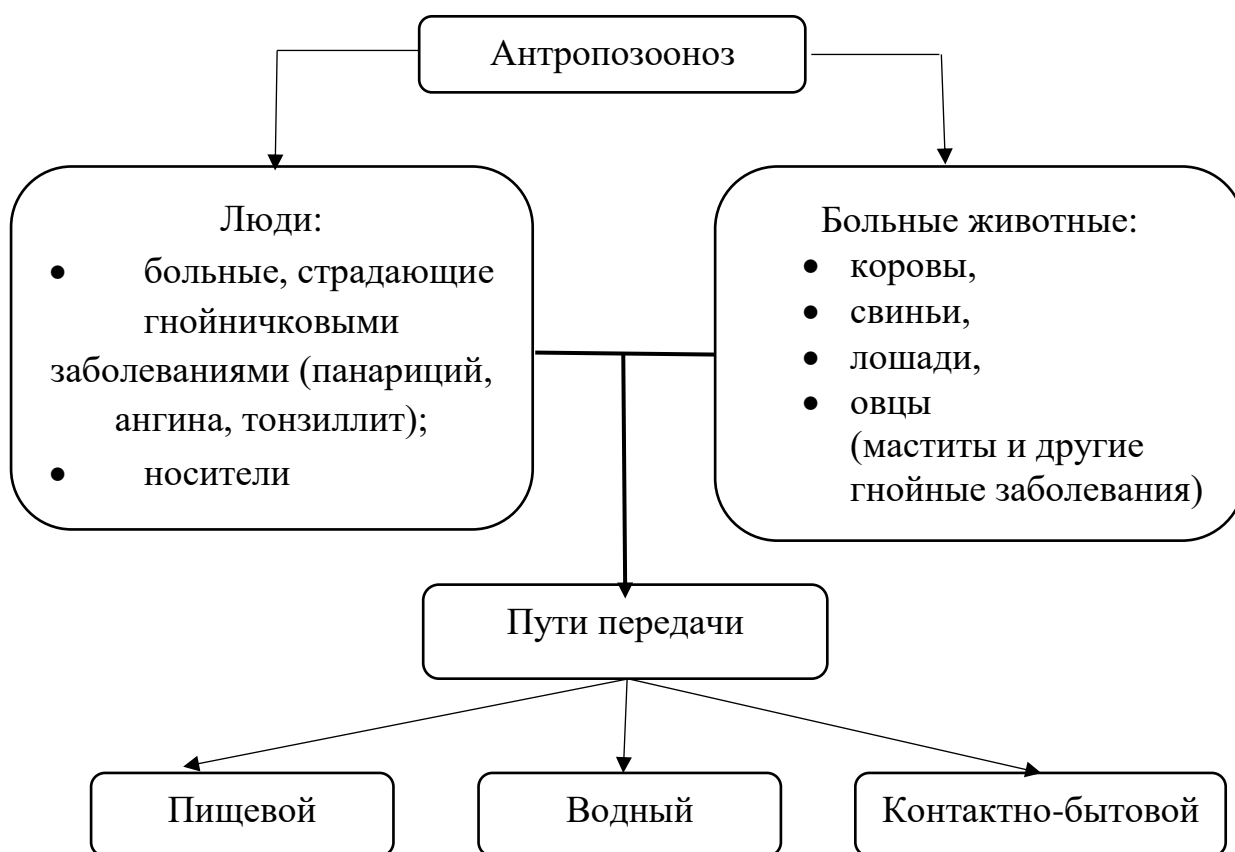 Антропозооноз
Люди:
• больные, страдающие
гнойничковыми
заболеваниями (панариций,
ангина, тонзиллит);
• носители
Больные животные:
• коровы,
• свиньи,
• лошади,
• овцы
(маститы и другие
гнойные заболевания)
Пути передачи
Пищевой
Водный
Контактно-бытовой